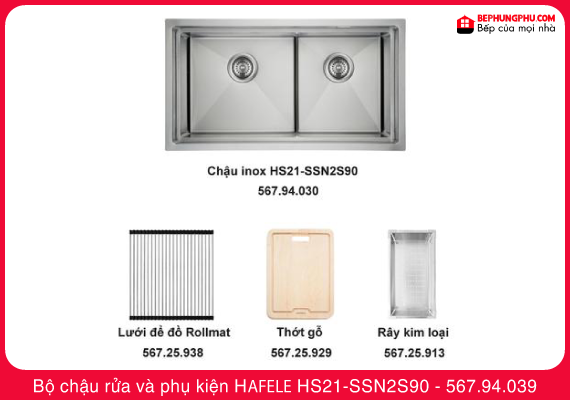 BEPHUNGPHU.COM
Bếp của mọi nhà
Chậu inox HS21-SSN2S90
567.94.030
Lưới để đồ Rollmat
567.25.938
Thớt gỗ
567.25.929
Rây kim loại
567.25.913
Bộ chậu rửa và phụ kiện HAFELE HS21-SSN2S90 - 567.94.039